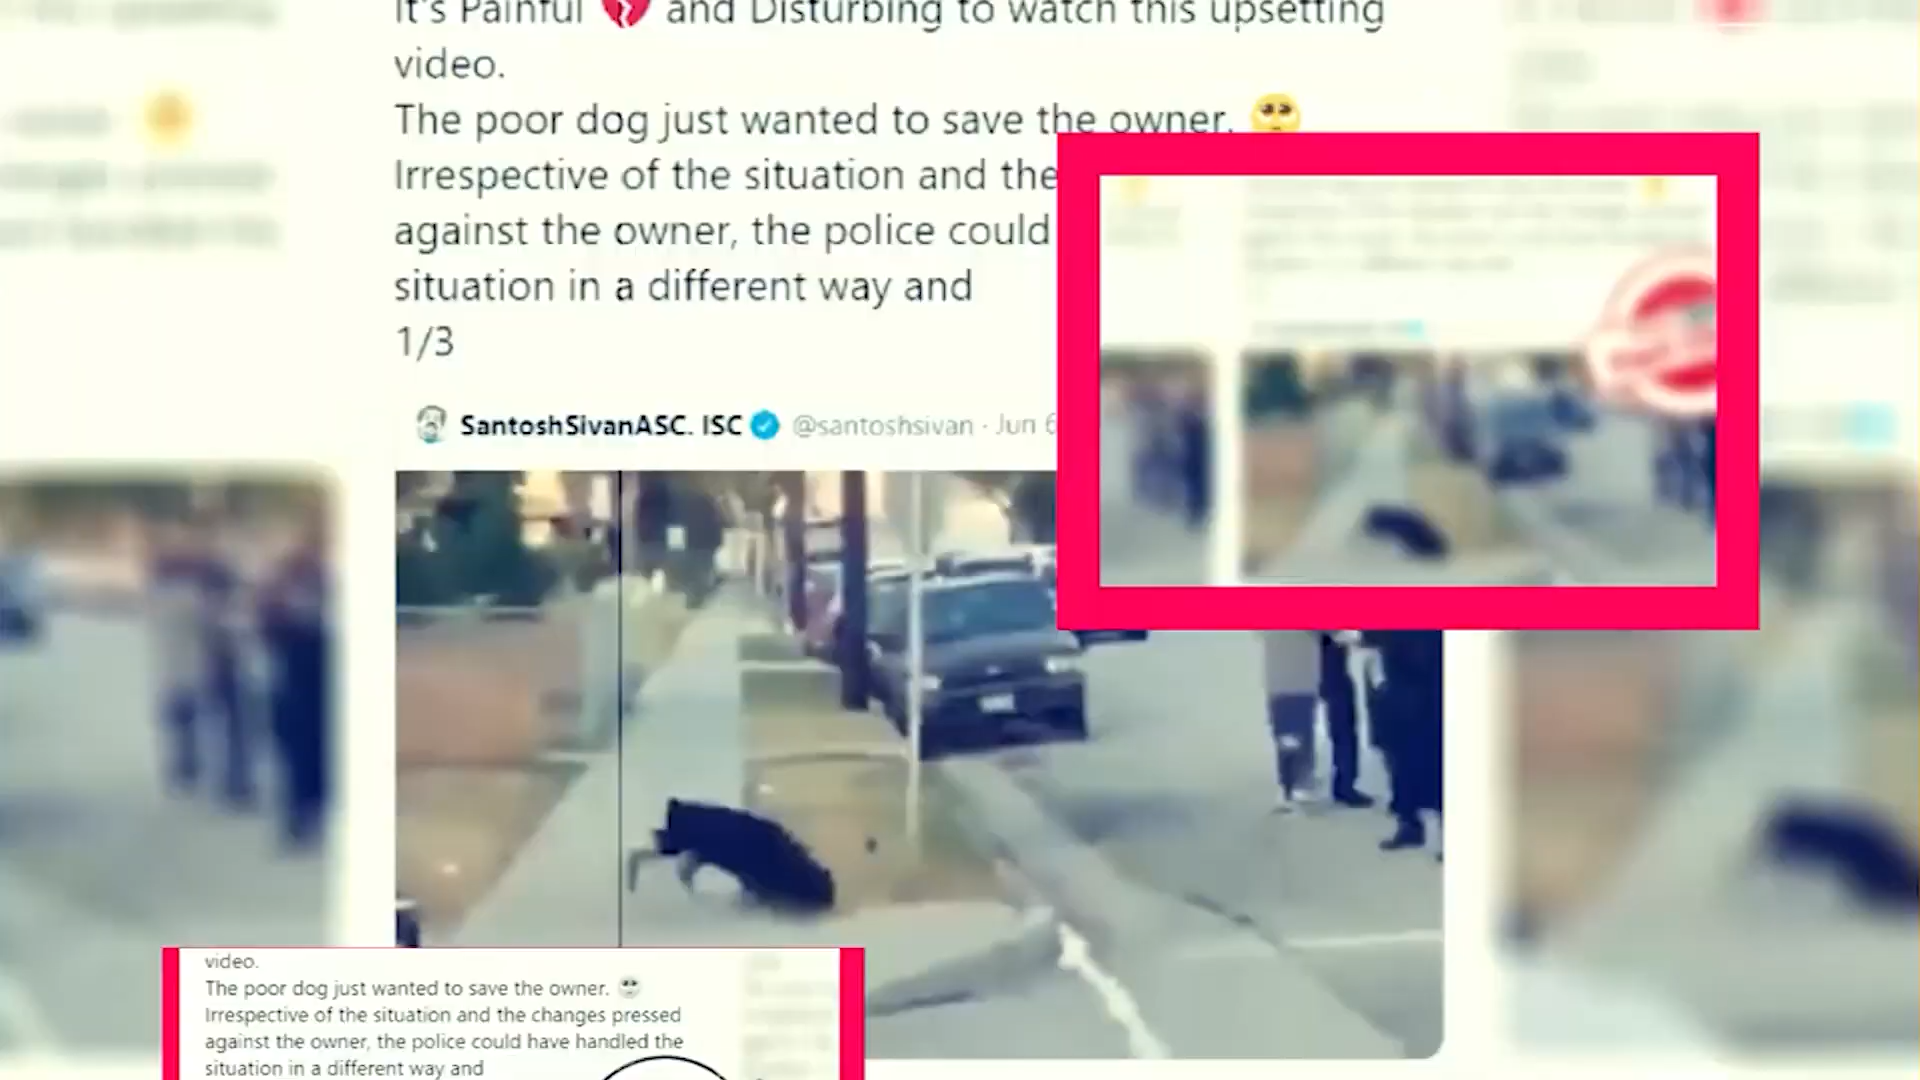 It's Painful 💔 and Disturbing to watch this upsetting
video.
The poor dog just wanted to save the owner. 🥺
Irrespective of the situation and the
against the owner, the police could
situation in a different way and
1/3
SantoshSivanASC. ISC @santoshsivan · Jun 6
video.
The poor dog just wanted to save the owner. 🥺
Irrespective of the situation and the changes pressed
against the owner, the police could have handled the
situation in a different way and